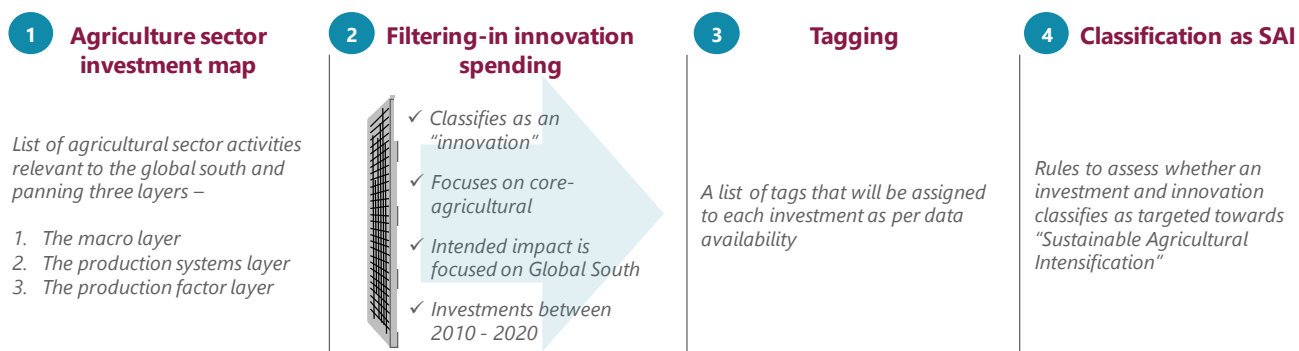 1
Agriculture sector
investment map
List of agricultural sector activities
relevant to the global south and
panning three layers –
1. The macro layer
2. The production systems layer
3. The production factor layer
2
Filtering-in innovation
spending
✓ Classifies as an
“innovation”
✓ Focuses on core-
agricultural
✓ Intended impact is
focused on Global South
✓ Investments between
2010 - 2020
3
Tagging
A list of tags that will be assigned
to each investment as per data
availability
4
Classification as SAI
Rules to assess whether an
investment and innovation
classifies as targeted towards
“Sustainable Agricultural
Intensification”